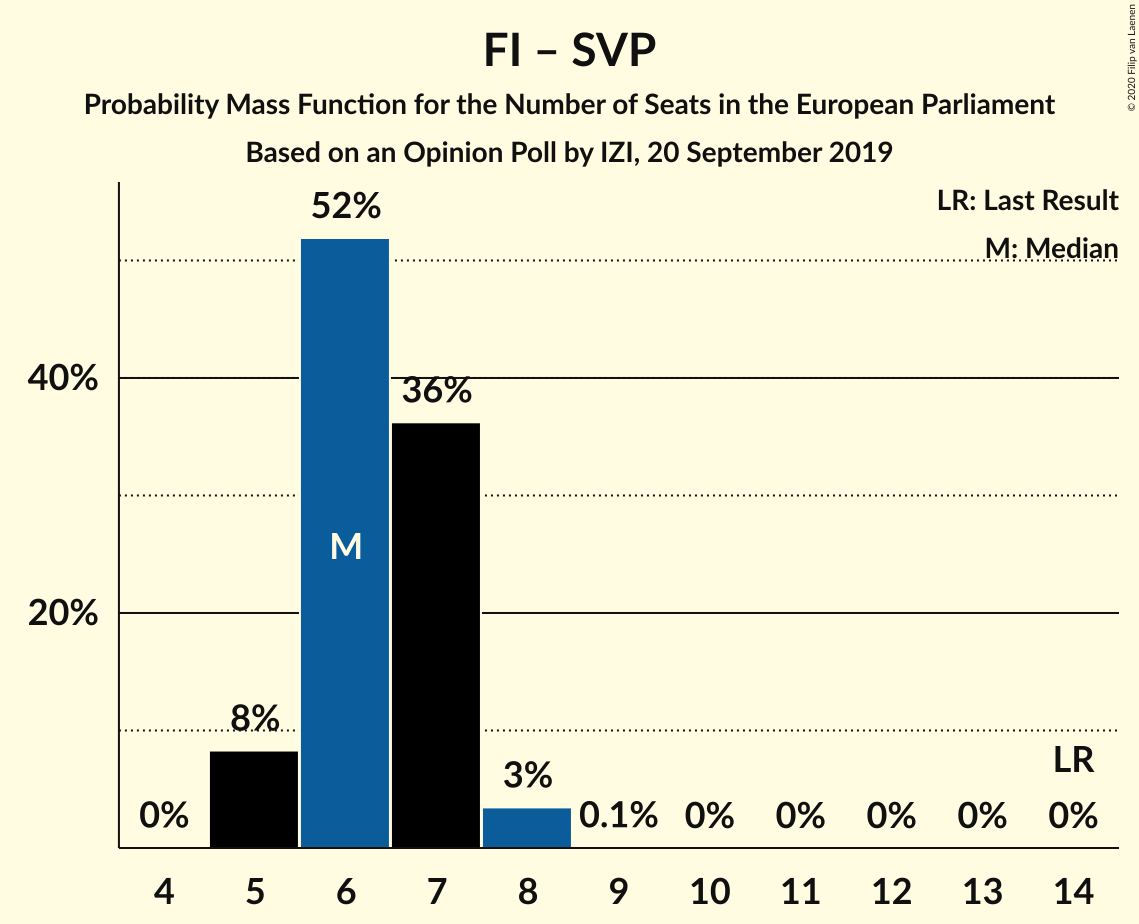 FI – SVP
Probability Mass Function for the Number of Seats in the European Parliament
Based on an Opinion Poll by IZI, 20 September 2019
© 2020 Filip van Laenen
LR: Last Result
M: Median
52%
40%
36%
M
20%
8%
LR
3%
0%
0.1%
0%
0%
0%
0%
0%
4 5 6 7 8 9 10 11 12 13 14